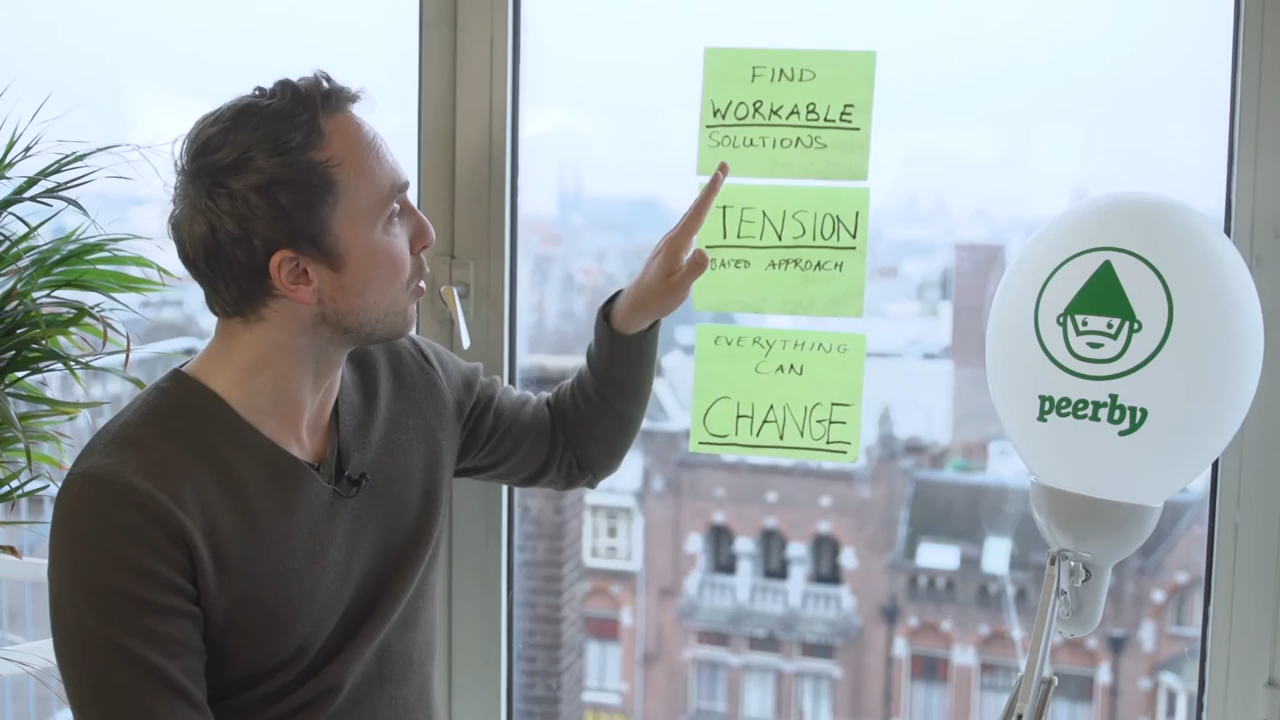 FIND
WORKABLE
SOLUTIONS
TENSION
BASED APPROACH
EVERYTHING
CAN
CHANGE
peerby